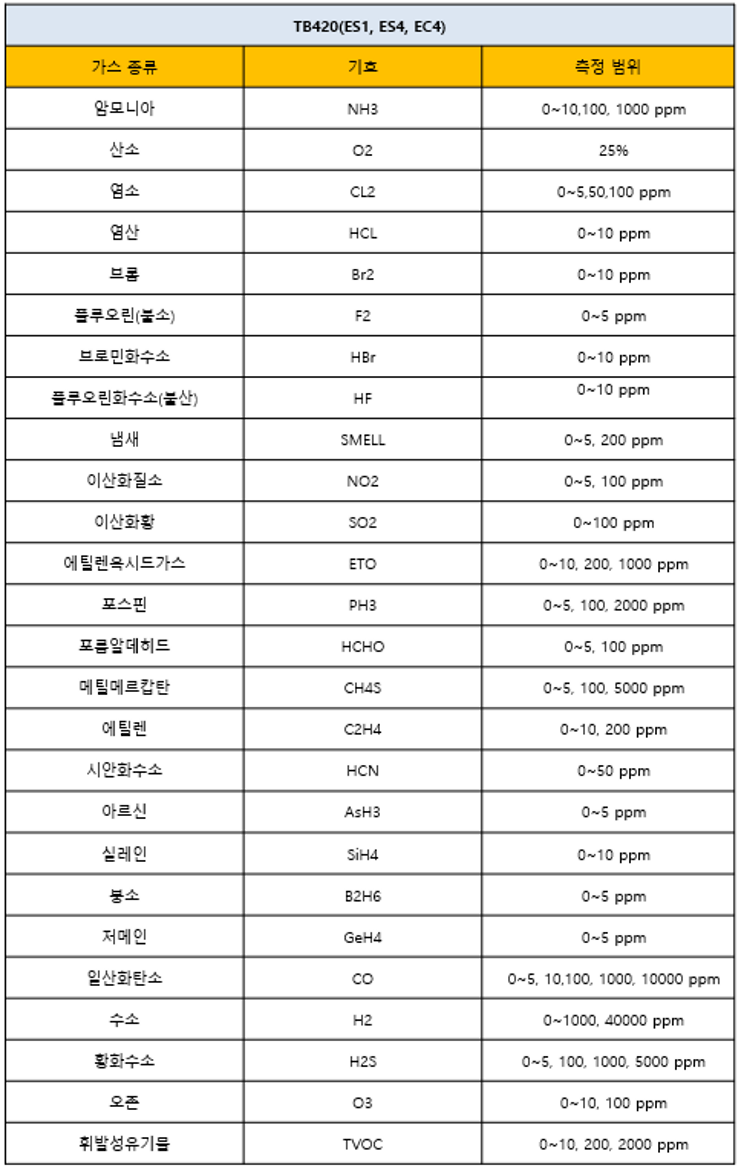 TB420(ES1, ES4, EC4)
가스 종류 기호 측정 범위
암모니아 NH3 0~10,100, 1000 ppm
산소 O2 25%
염소 CL2 0~5,50,100 ppm
염산 HCL 0~10 ppm
브롬 Br2 0~10 ppm
플루오린(불소) F2 0~5 ppm
브로민화수소 HBr 0~10 ppm
플루오린화수소(불산) HF 0~10 ppm
냄새 SMELL 0~5, 200 ppm
이산화질소 NO2 0~5, 100 ppm
이산화황 SO2 0~100 ppm
에틸렌옥시드가스 ETO 0~10, 200, 1000 ppm
포스핀 PH3 0~5, 100, 2000 ppm
포름알데히드 HCHO 0~5, 100 ppm
메틸메르캅탄 CH4S 0~5, 100, 5000 ppm
에틸렌 C2H4 0~10, 200 ppm
시안화수소 HCN 0~50 ppm
아르신 AsH3 0~5 ppm
실레인 SiH4 0~10 ppm
붕소 B2H6 0~5 ppm
저메인 GeH4 0~5 ppm
일산화탄소 CO 0~5, 10,100, 1000, 10000 ppm
수소 H2 0~1000, 40000 ppm
황화수소 H2S 0~5, 100, 1000, 5000 ppm
오존 O3 0~10, 100 ppm
휘발성유기물 TVOC 0~10, 200, 2000 ppm